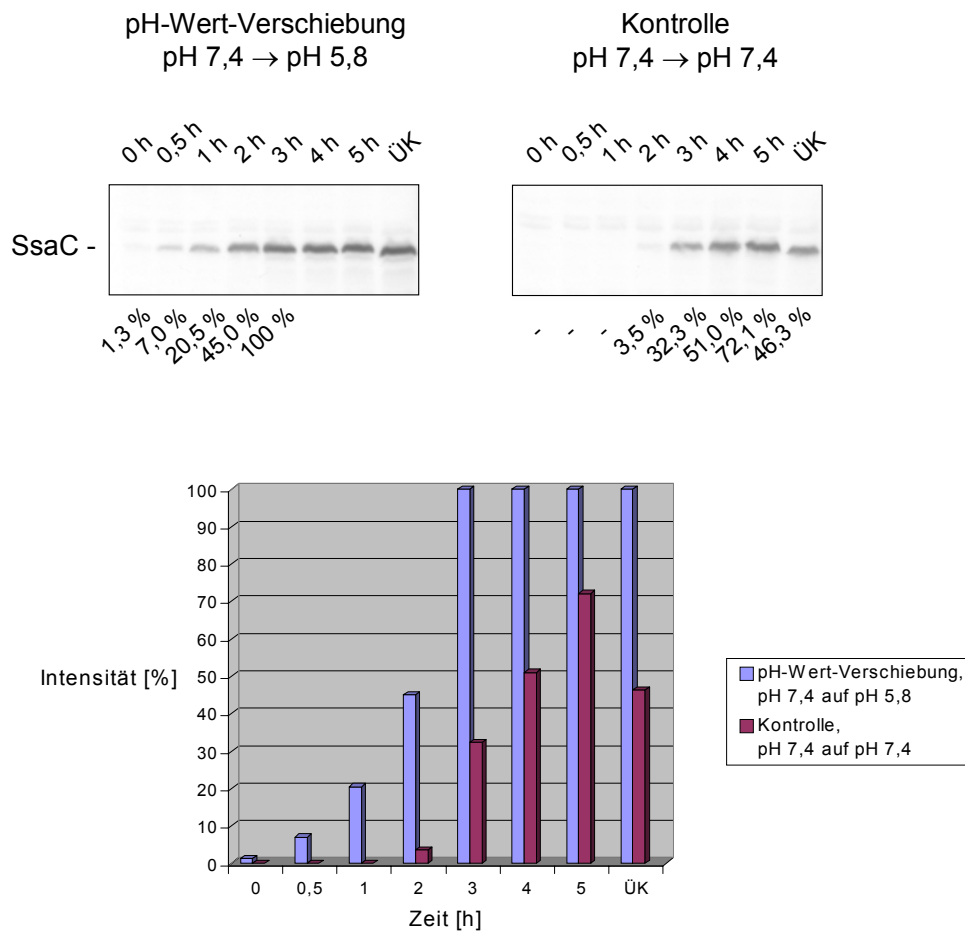 pH-Wert-Verschiebung
pH 7,4 → pH 5,8
Kontrolle
pH 7,4 → pH 7,4
0 h 0,5 h 1 h 2 h 3 h 4 h 5 h ÜK
0 h 0,5 h 1 h 2 h 3 h 4 h 5 h ÜK
SsaC -
1,3 % 7,0 % 20,5 % 45,0 % 100 %
- - - 3,5 % 32,3 % 51,0 % 72,1 % 46,3 %
100
90
80
70
60
50
40
30
20
10
0
Intensität [%]
0 0,5 1 2 3 4 5 ÜK
Zeit [h]
pH-Wert-Verschiebung,
pH 7,4 auf pH 5,8
Kontrolle,
pH 7,4 auf pH 7,4